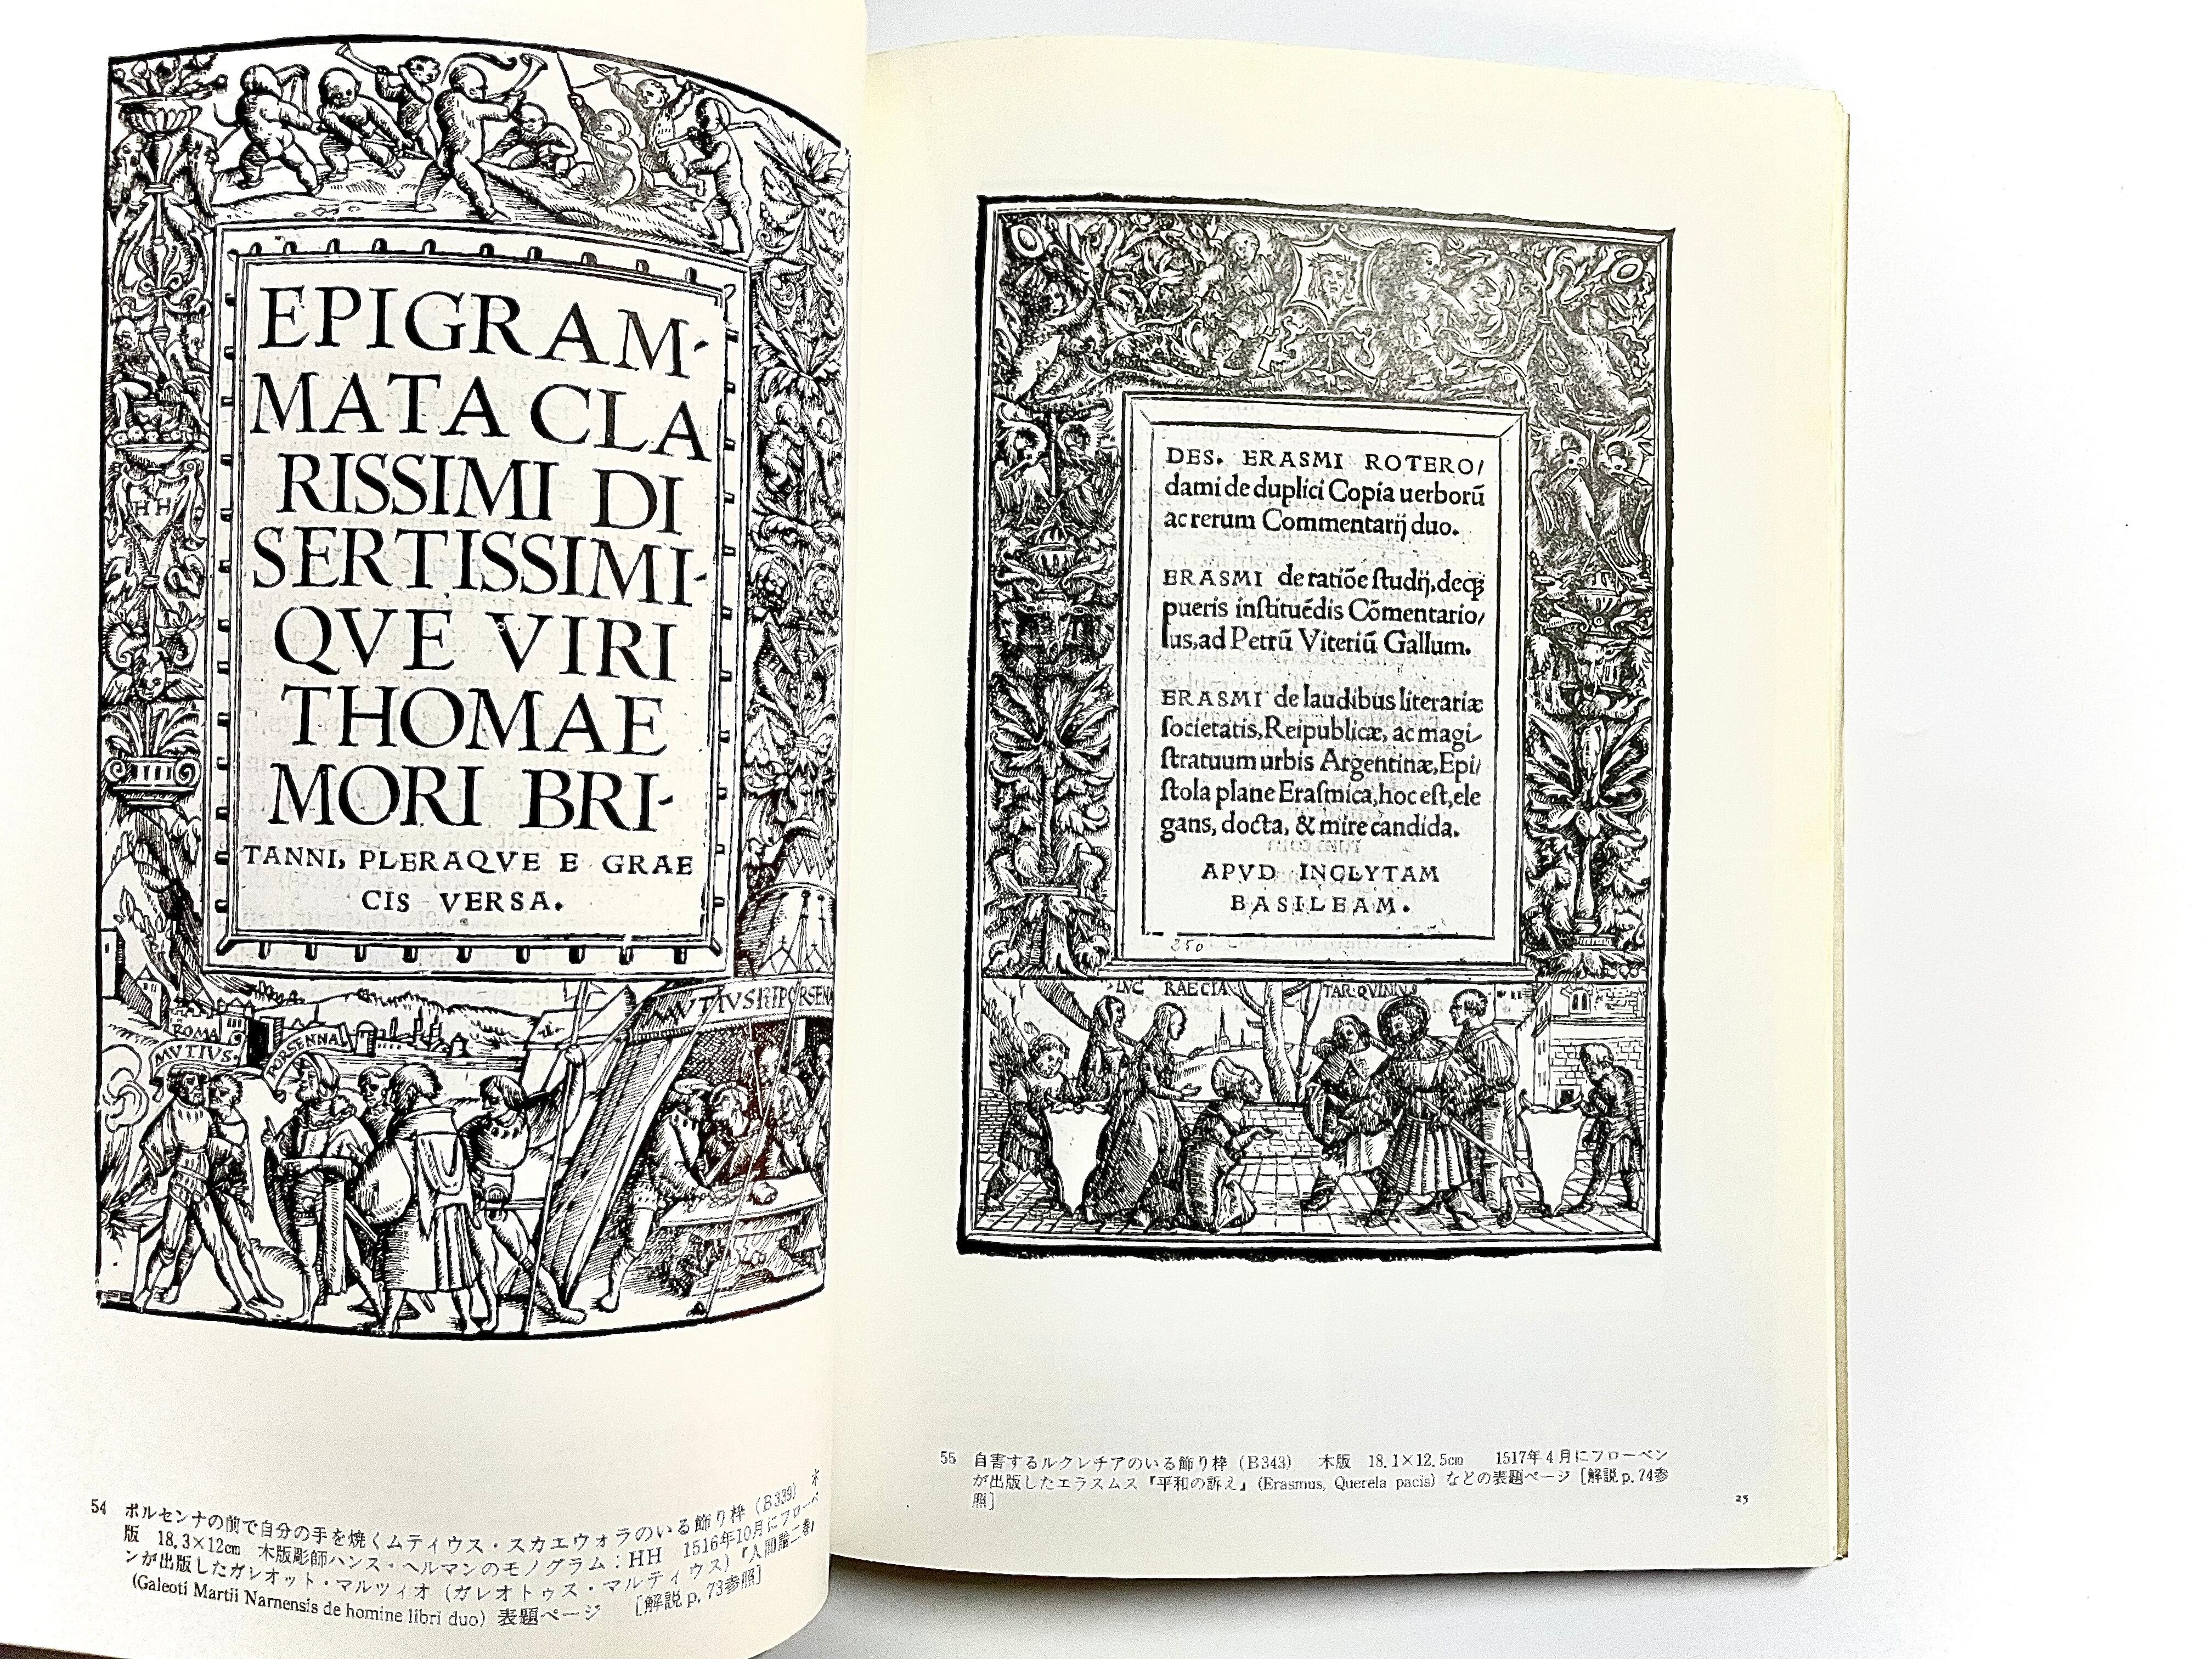 EPIGRAM-
MATA CLA
RISSIMI DI
SERTISSIMI-
QVE VIRI
THOMAE
MORI BRI-
TANNI, PLERAQVE E GRAE
CIS VERSA.
HH
ROMA
MVTIVS.
PORSENNA
54 ポルセンナの前で自分の手を焼くムティウス・スカエウォラのいる飾り枠 (B339) 木
版 18.3×12㎝ 木版彫師ハンス・ヘルマンのモノグラム:HH 1516年10月にフローベ
ンが出版したガレオット・マルツィオ (ガレオトゥス・マルティウス)『人間論二巻』
(Galeoti Martii Narnensis de homine libri duo) 表題ページ [解説 p. 73参照]
DES. ERASMI ROTERO/
dami de duplici Copia uerborũ
ac rerum Commentarij duo.
ERASMI de ratiõe ſtudij, deq́;
pueris inſtituẽdis Cõmentario/
lus, ad Petrũ Viteriũ Gallum.
ERASMI de laudibus literariæ
ſocietatis, Reipublicæ, ac magi/
ſtratuum urbis Argentinæ, Epi/
ſtola plane Eraſmica, hoc eſt, ele
gans, docta, & mire candida.
APVD INCLYTAM
BASILEAM.
TARQVINIVS
55 自害するルクレチアのいる飾り枠 (B343) 木版 18.1×12.5㎝ 1517年4月にフローベン
が出版したエラスムス『平和の訴え』(Erasmus, Querela pacis) などの表題ページ [解説 p. 74参
照]
25